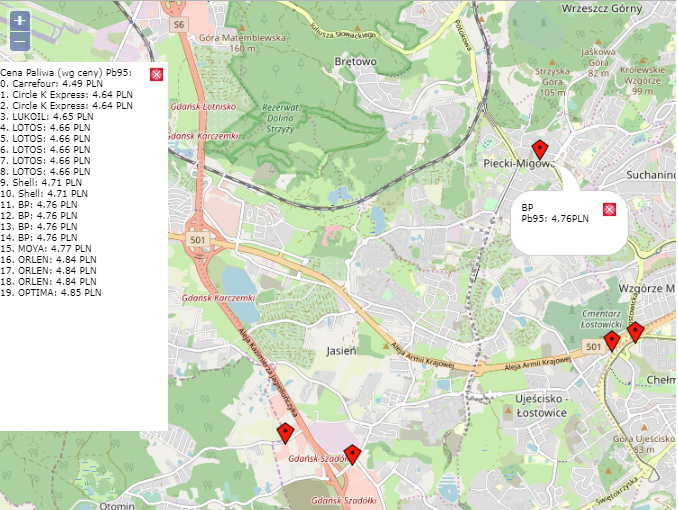 +
−
Cena Paliwa (wg ceny) Pb95:
0. Carrefour: 4.49 PLN
1. Circle K Express: 4.64 PLN
2. Circle K Express: 4.64 PLN
3. LUKOIL: 4.65 PLN
4. LOTOS: 4.66 PLN
5. LOTOS: 4.66 PLN
6. LOTOS: 4.66 PLN
7. LOTOS: 4.66 PLN
8. LOTOS: 4.66 PLN
9. Shell: 4.71 PLN
10. Shell: 4.71 PLN
11. BP: 4.76 PLN
12. BP: 4.76 PLN
13. BP: 4.76 PLN
14. BP: 4.76 PLN
15. MOYA: 4.77 PLN
16. ORLEN: 4.84 PLN
17. ORLEN: 4.84 PLN
18. ORLEN: 4.84 PLN
19. OPTIMA: 4.85 PLN
S6
Góra Matemblewska
160 m
Juliusza Słowackiego
Potokowa
Wrzeszcz Górny
Brętowo
Jaśkowa
Góra
82 m
Strzyska
Góra
105 m
Królewskie
Wzgórze
99 m
Gdańsk Lotnisko
Rezerwat
Dolina
Strzyży
Gdańsk Karczemki
Piecki-Migowo
Suchanino
BP
Pb95: 4.76PLN
501
Gdańsk Karczemki
Wzgórze M
Cmentarz
Łostowicki
501
Jasień
Aleja Armii Krajowej
Aleja Armii Krajowej
Aleja Kazimierza Jagiellończyka
Chełm
Ujeścisko -
Łostowice
Góra Ujeścisko
83 m
Gdańsk Szadółki
Gdańsk Szadółki
Świętokrzyska
Otomin